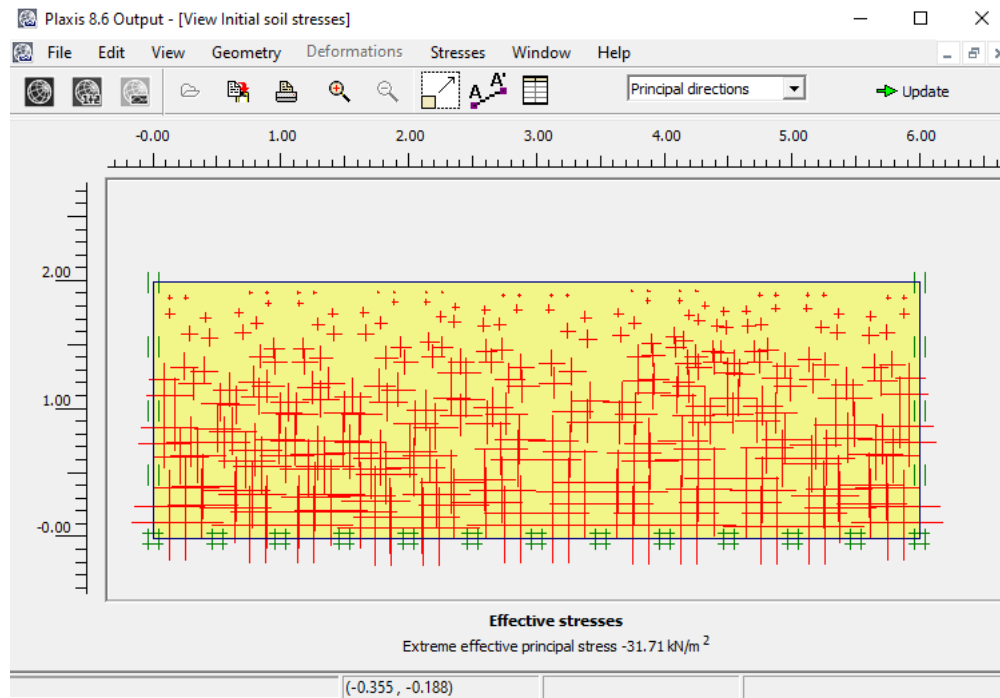 Plaxis 8.6 Output - [View Initial soil stresses]
File Edit View Geometry Deformations Stresses Window Help
1+2
A A'
Principal directions
Update
-0.00 1.00 2.00 3.00 4.00 5.00 6.00
2.00
1.00
-0.00
Effective stresses
Extreme effective principal stress -31.71 kN/m²
(-0.355 , -0.188)